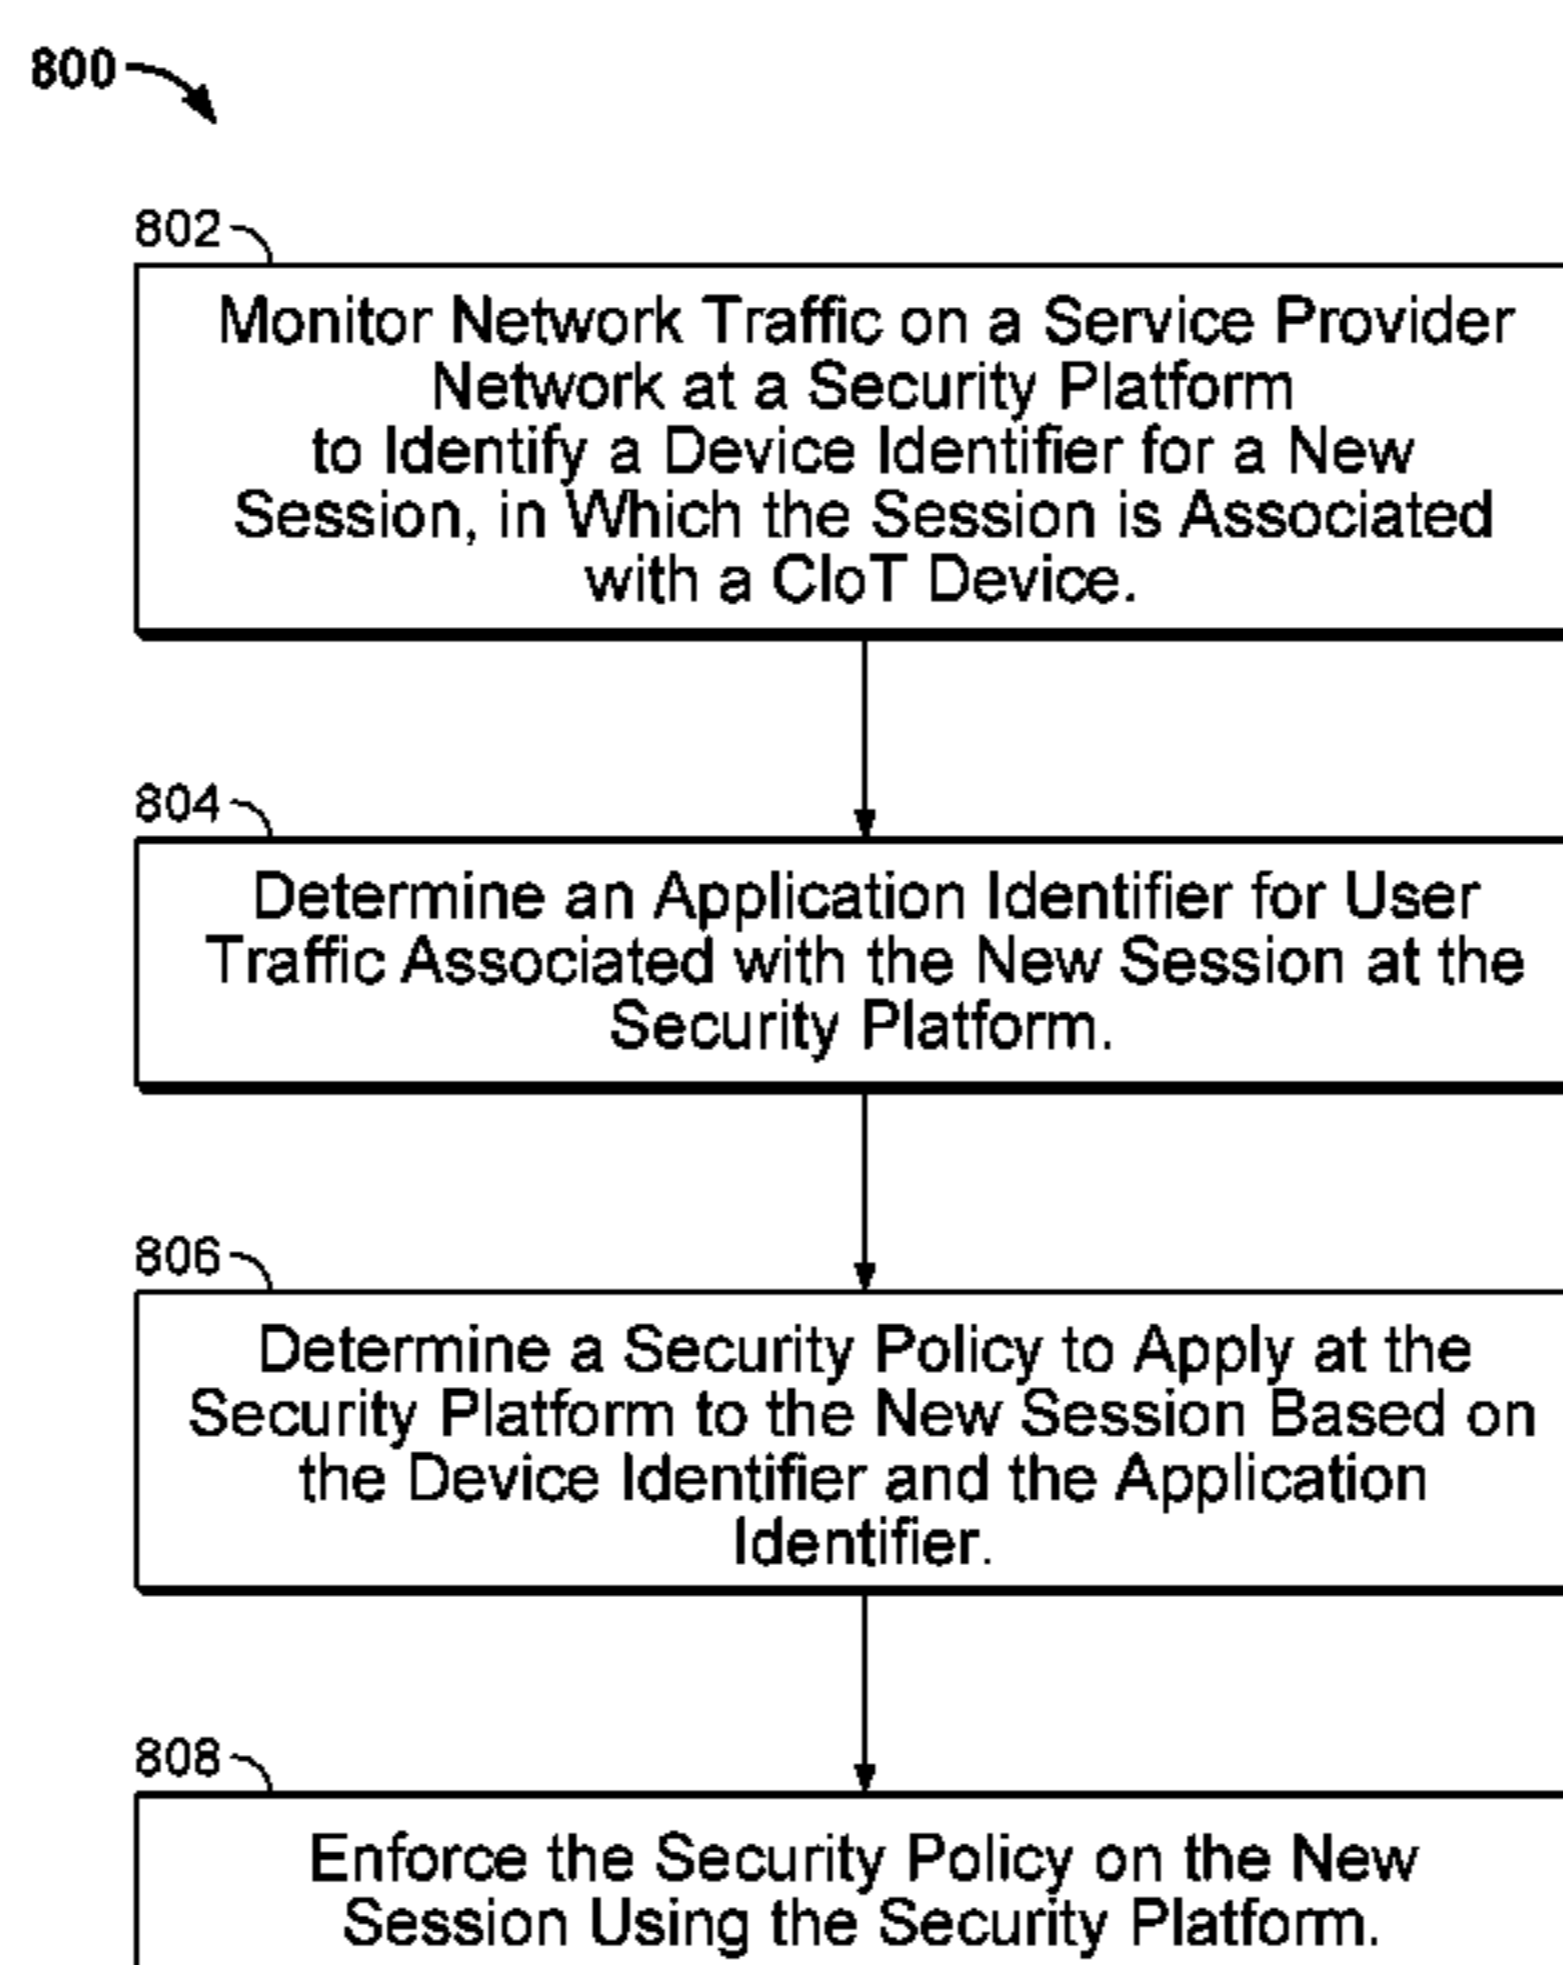 800
802
Monitor Network Traffic on a Service Provider
Network at a Security Platform
to Identify a Device Identifier for a New
Session, in Which the Session is Associated
with a CIoT Device.
804
Determine an Application Identifier for User
Traffic Associated with the New Session at the
Security Platform.
806
Determine a Security Policy to Apply at the
Security Platform to the New Session Based on
the Device Identifier and the Application
Identifier.
808
Enforce the Security Policy on the New
Session Using the Security Platform.